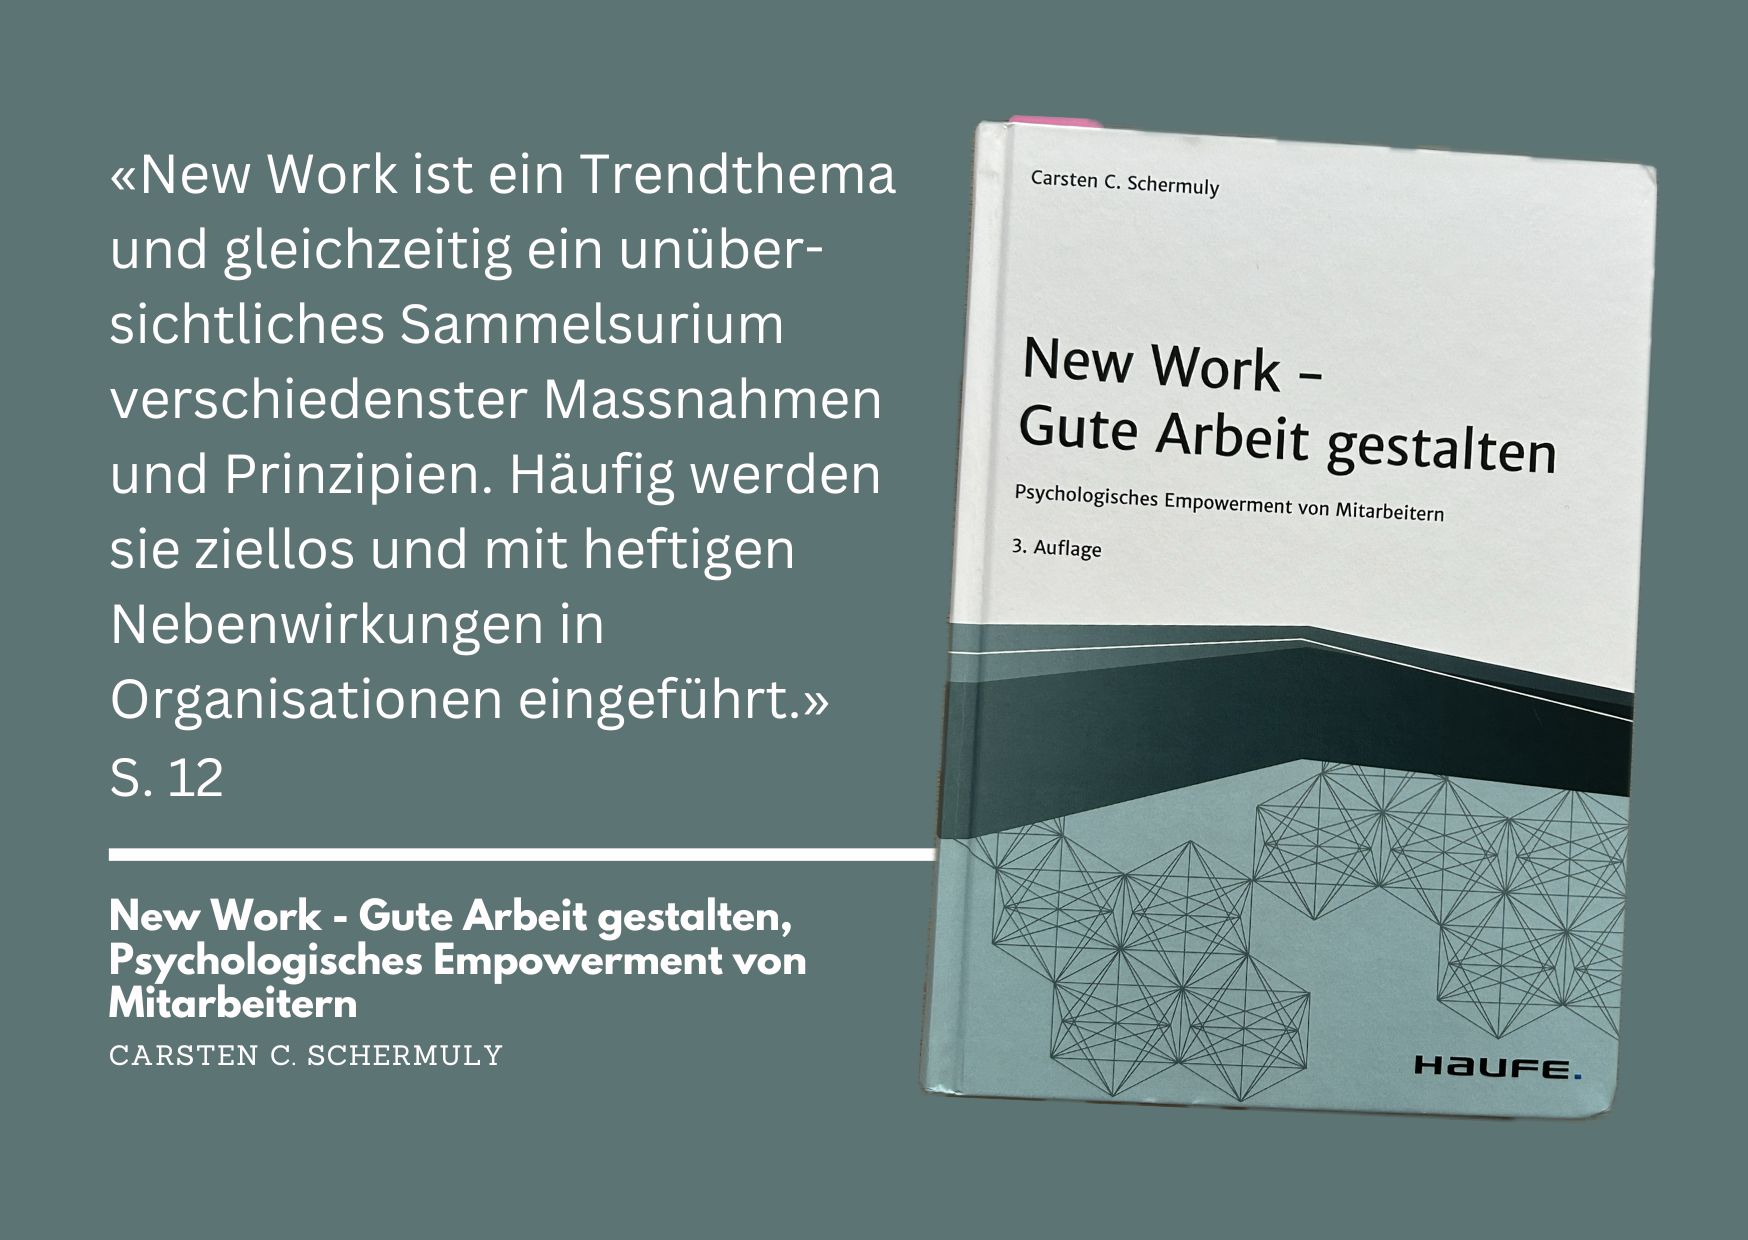 «New Work ist ein Trendthema
und gleichzeitig ein unüber-
sichtliches Sammelsurium
verschiedenster Massnahmen
und Prinzipien. Häufig werden
sie ziellos und mit heftigen
Nebenwirkungen in
Organisationen eingeführt.»
S. 12
New Work - Gute Arbeit gestalten,
Psychologisches Empowerment von
Mitarbeitern
CARSTEN C. SCHERMULY
Carsten C. Schermuly
New Work –
Gute Arbeit gestalten
Psychologisches Empowerment von Mitarbeitern
3. Auflage
HAUFE.